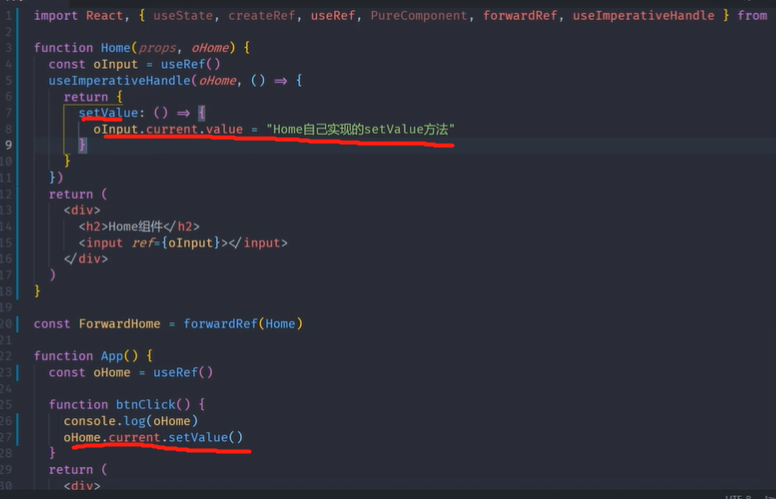 1 import React, { useState, createRef, useRef, PureComponent, forwardRef, useImperativeHandle } from
2
3 function Home(props, oHome) {
4 const oInput = useRef()
5 useImperativeHandle(oHome, () => {
6 return {
7 setValue: () => {
8 oInput.current.value = "Home自己实现的setValue方法"
9 }
10 }
11 })
12 return (
13 <div>
14 <h2>Home组件</h2>
15 <input ref={oInput}></input>
16 </div>
17 )
18 }
19
20 const ForwardHome = forwardRef(Home)
21
22 function App() {
23 const oHome = useRef()
24
25 function btnClick() {
26 console.log(oHome)
27 oHome.current.setValue()
28 }
29 return (
30 <div>